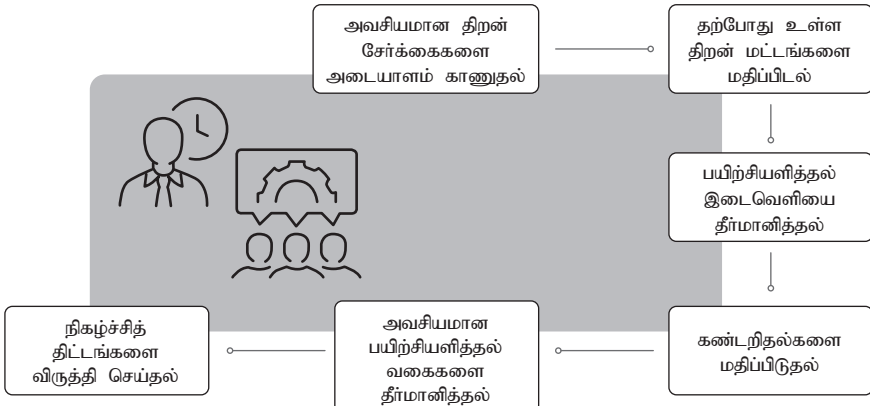 அவசியமான திறன்
சேர்க்கைகளை
அடையாளம் காணுதல்
தற்போது உள்ள
திறன் மட்டங்களை
மதிப்பிடல்
பயிற்சியளித்தல்
இடைவெளியை
தீர்மானித்தல்
கண்டறிதல்களை
மதிப்பிடுதல்
அவசியமான
பயிற்சியளித்தல்
வகைகளை
தீர்மானித்தல்
நிகழ்ச்சித்
திட்டங்களை
விருத்தி செய்தல்